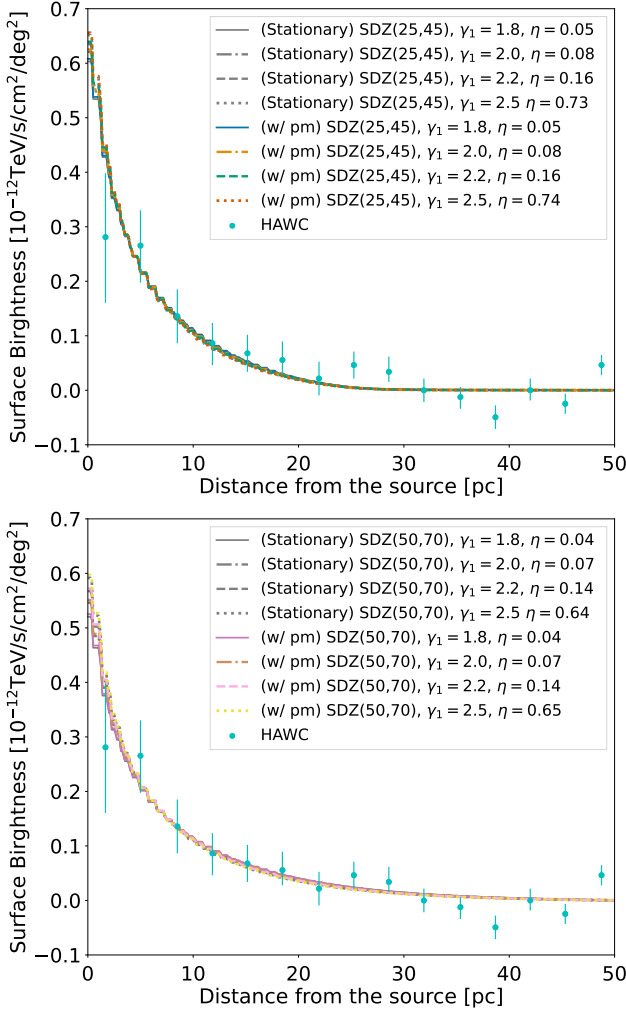 0.7
0.6
0.5
0.4
0.3
0.2
0.1
0.0
−0.1
Surface Birghtness [10⁻¹²TeV/s/cm²/deg²]
(Stationary) SDZ(25,45), γ₁ = 1.8, η = 0.05
(Stationary) SDZ(25,45), γ₁ = 2.0, η = 0.08
(Stationary) SDZ(25,45), γ₁ = 2.2, η = 0.16
(Stationary) SDZ(25,45), γ₁ = 2.5 η = 0.73
(w/ pm) SDZ(25,45), γ₁ = 1.8, η = 0.05
(w/ pm) SDZ(25,45), γ₁ = 2.0, η = 0.08
(w/ pm) SDZ(25,45), γ₁ = 2.2, η = 0.16
(w/ pm) SDZ(25,45), γ₁ = 2.5, η = 0.74
HAWC
0 10 20 30 40 50
Distance from the source [pc]
0.7
0.6
0.5
0.4
0.3
0.2
0.1
0.0
−0.1
Surface Birghtness [10⁻¹²TeV/s/cm²/deg²]
(Stationary) SDZ(50,70), γ₁ = 1.8, η = 0.04
(Stationary) SDZ(50,70), γ₁ = 2.0, η = 0.07
(Stationary) SDZ(50,70), γ₁ = 2.2, η = 0.14
(Stationary) SDZ(50,70), γ₁ = 2.5 η = 0.64
(w/ pm) SDZ(50,70), γ₁ = 1.8, η = 0.04
(w/ pm) SDZ(50,70), γ₁ = 2.0, η = 0.07
(w/ pm) SDZ(50,70), γ₁ = 2.2, η = 0.14
(w/ pm) SDZ(50,70), γ₁ = 2.5, η = 0.65
HAWC
0 10 20 30 40 50
Distance from the source [pc]